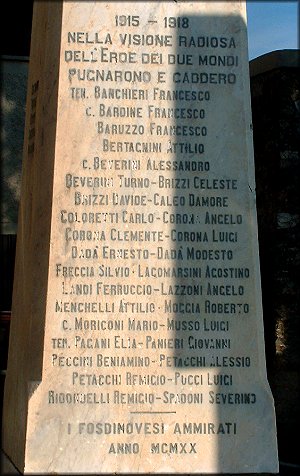 1915 - 1918
NELLA VISIONE RADIOSA
DELL'EROE DEI DUE MONDI
PUGNARONO E CADDERO
TEN. BANCHIERI FRANCESCO
C. BARDINE FRANCESCO
BARUZZO FRANCESCO
BERTAGNINI ATTILIO
C. BEVERINI ALESSANDRO
BEVERINI TURNO-BRIZZI CELESTE
BRIZZI DAVIDE-CALEO DAMORE
COLORETTI CARLO-CORONA ANGELO
CORONA CLEMENTE-CORONA LUIGI
DADÀ ERNESTO-DADÀ MODESTO
FRECCIA SILVIO-LAGOMARSINI AGOSTINO
LANDI FERRUCCIO-LAZZONI ANGELO
MENCHELLI ATTILIO-MOGGIA ROBERTO
C. MORICONI MARIO-MUSSO LUIGI
TEN. PAGANI ELIA-PANIERI GIOVANNI
PECCINI BENIAMINO-PETACCHI ALESSIO
PETACCHI REMIGIO-PUCCI LUIGI
REMIGIO-SPADONI SEVERINO
I FOSDINOVESI AMMIRATI
ANNO MCMXX